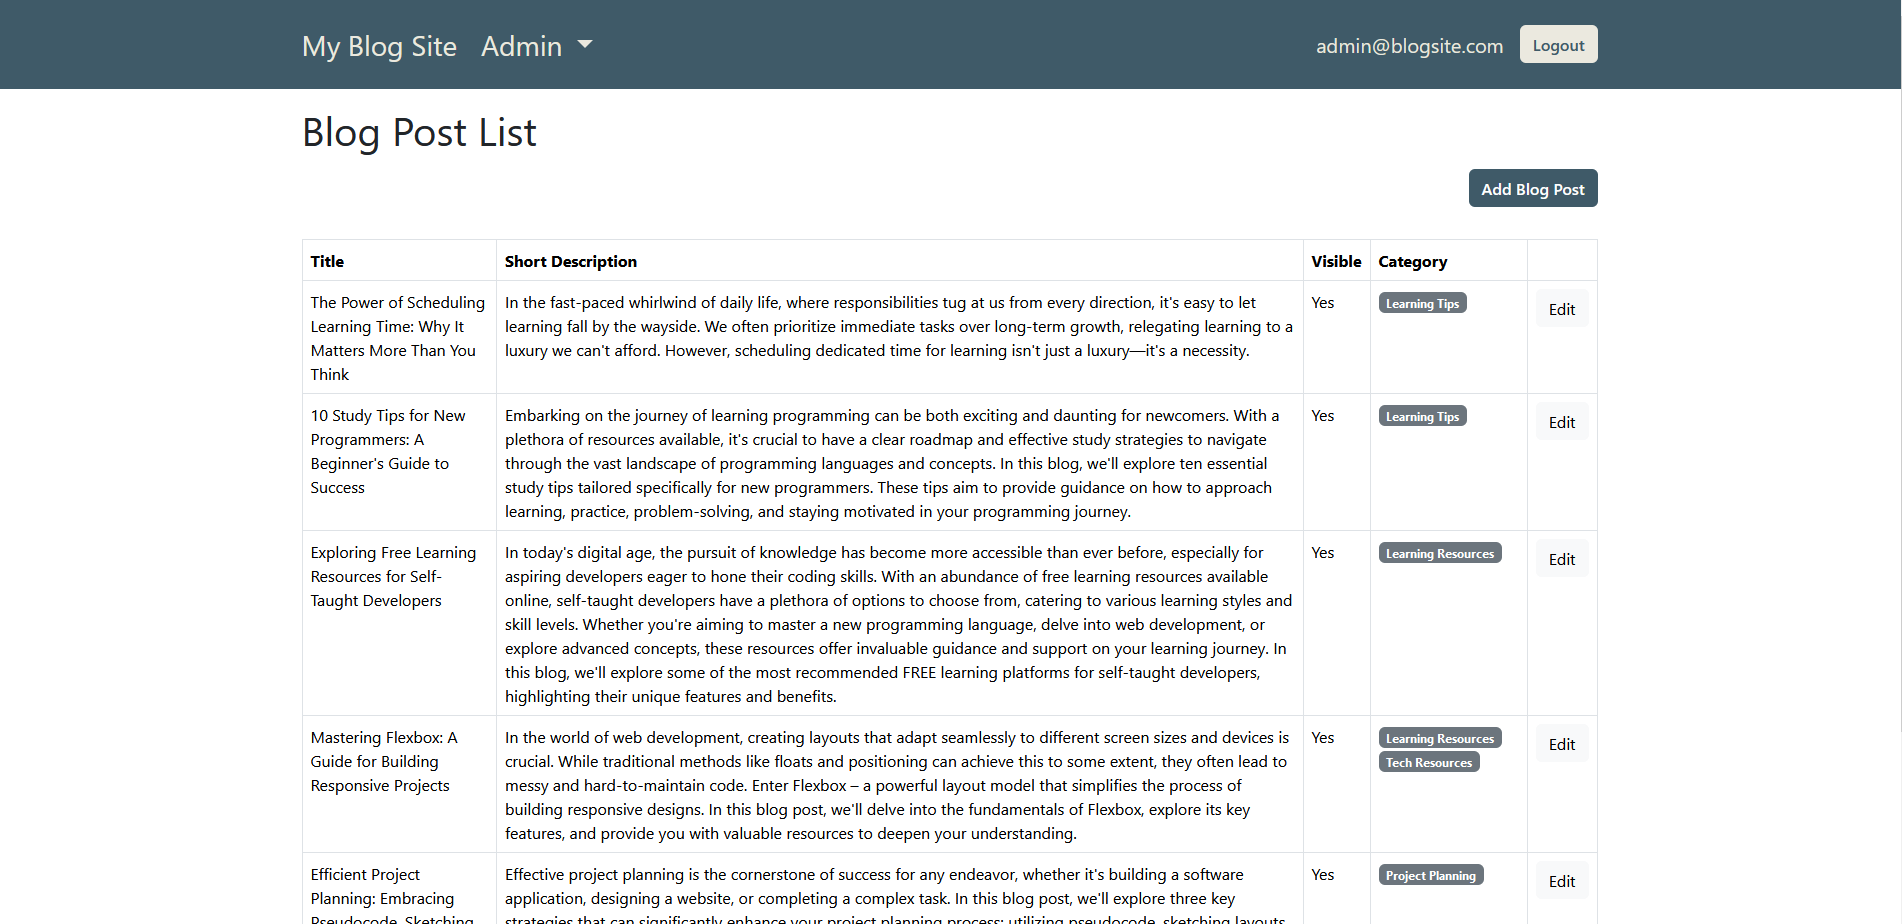 My Blog Site Admin admin@blogsite.com Logout
Blog Post List
Add Blog Post
Title Short Description Visible Category
The Power of Scheduling
Learning Time: Why It
Matters More Than You
Think
In the fast-paced whirlwind of daily life, where responsibilities tug at us from every direction, it's easy to let
learning fall by the wayside. We often prioritize immediate tasks over long-term growth, relegating learning to a
luxury we can't afford. However, scheduling dedicated time for learning isn't just a luxury—it's a necessity.
Yes
Learning Tips
Edit
10 Study Tips for New
Programmers: A
Beginner's Guide to
Success
Embarking on the journey of learning programming can be both exciting and daunting for newcomers. With a
plethora of resources available, it's crucial to have a clear roadmap and effective study strategies to navigate
through the vast landscape of programming languages and concepts. In this blog, we'll explore ten essential
study tips tailored specifically for new programmers. These tips aim to provide guidance on how to approach
learning, practice, problem-solving, and staying motivated in your programming journey.
Yes
Learning Tips
Edit
Exploring Free Learning
Resources for Self-
Taught Developers
In today's digital age, the pursuit of knowledge has become more accessible than ever before, especially for
aspiring developers eager to hone their coding skills. With an abundance of free learning resources available
online, self-taught developers have a plethora of options to choose from, catering to various learning styles and
skill levels. Whether you're aiming to master a new programming language, delve into web development, or
explore advanced concepts, these resources offer invaluable guidance and support on your learning journey. In
this blog, we'll explore some of the most recommended FREE learning platforms for self-taught developers,
highlighting their unique features and benefits.
Yes
Learning Resources
Edit
Mastering Flexbox: A
Guide for Building
Responsive Projects
In the world of web development, creating layouts that adapt seamlessly to different screen sizes and devices is
crucial. While traditional methods like floats and positioning can achieve this to some extent, they often lead to
messy and hard-to-maintain code. Enter Flexbox – a powerful layout model that simplifies the process of
building responsive designs. In this blog post, we'll delve into the fundamentals of Flexbox, explore its key
features, and provide you with valuable resources to deepen your understanding.
Yes
Learning Resources
Tech Resources
Edit
Efficient Project
Planning: Embracing
Pseudocode, Sketching
Effective project planning is the cornerstone of success for any endeavor, whether it's building a software
application, designing a website, or completing a complex task. In this blog post, we'll explore three key
strategies that can significantly enhance your project planning process: utilizing pseudocode, sketching layouts,
Yes
Project Planning
Edit